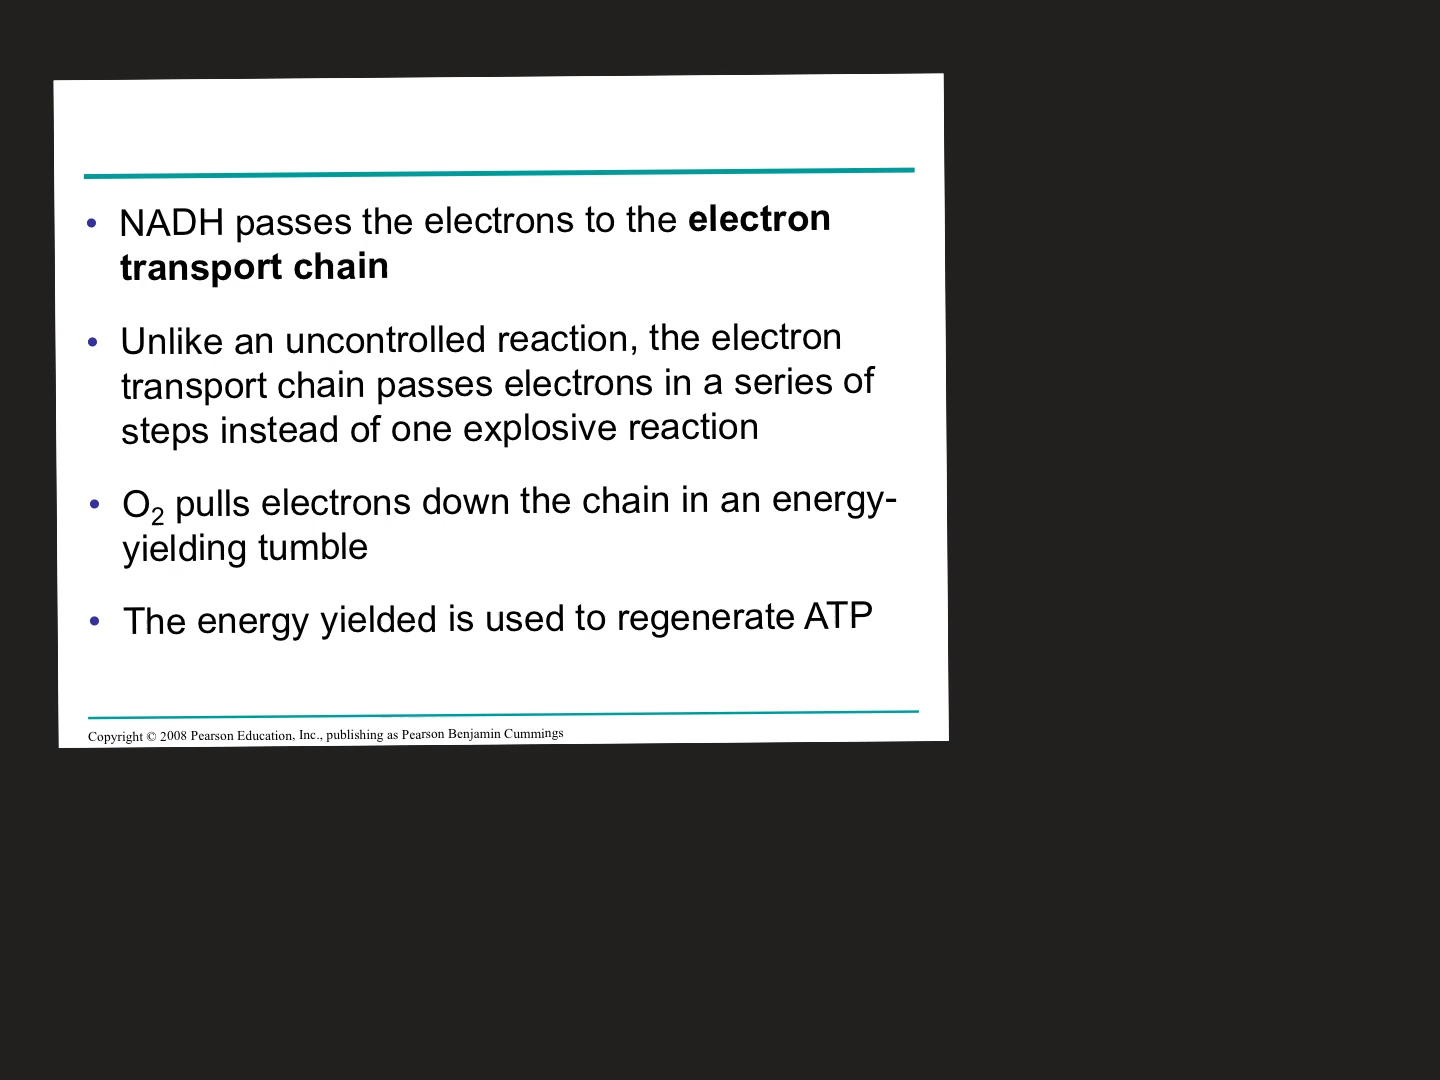 • NADH passes the electrons to the electron
transport chain
• Unlike an uncontrolled reaction, the electron
transport chain passes electrons in a series of
steps instead of one explosive reaction
• O₂ pulls electrons down the chain in an energy-
yielding tumble
• The energy yielded is used to regenerate ATP
Copyright © 2008 Pearson Education, Inc., publishing as Pearson Benjamin Cummings